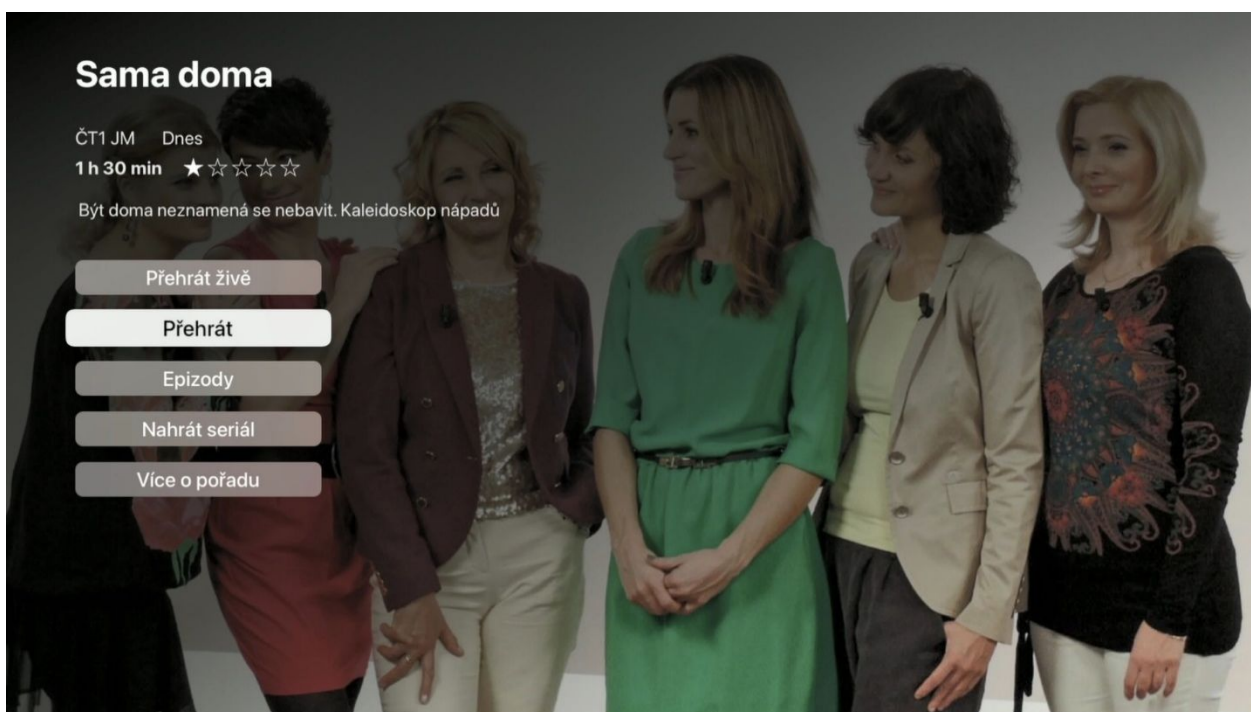 Sama doma
ČT1 JM Dnes
1 h 30 min ★☆☆☆☆
Být doma neznamená se nebavit. Kaleidoskop nápadů
Přehrát živě
Přehrát
Epizody
Nahrát seriál
Více o pořadu